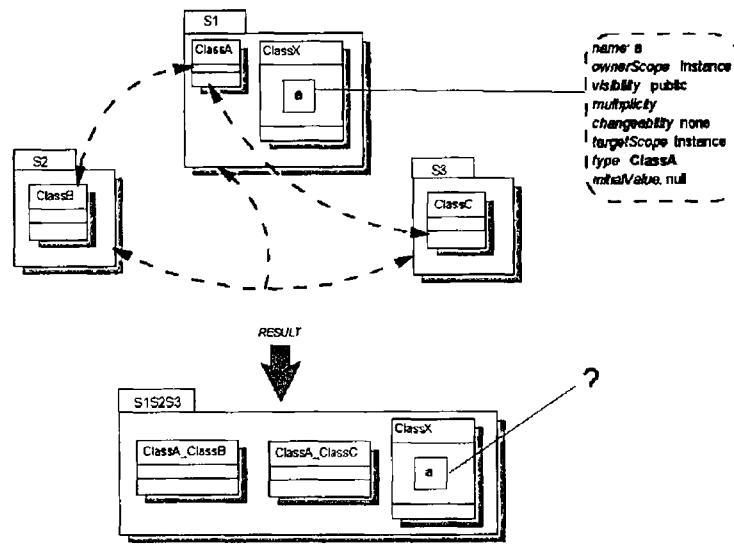 S1
ClassA
ClassX
a
name: a
ownerScope Instance
visibility public
multiplicity
changeability none
targetScope Instance
type ClassA
initialValue, null
S2
ClassB
S3
ClassC
RESULT
?
S1S2S3
ClassX
ClassA_ClassB
ClassA_ClassC
a